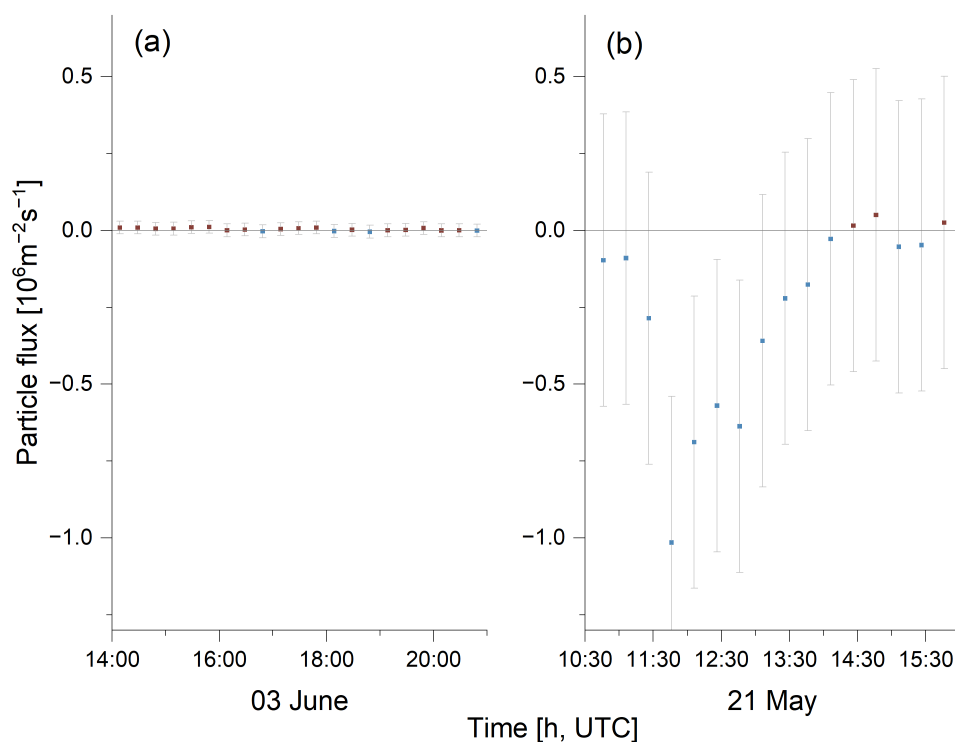 (a)
(b)
0.5
0.0
−0.5
−1.0
0.5
0.0
−0.5
−1.0
Particle flux [10⁶m⁻²s⁻¹]
14:00 16:00 18:00 20:00
10:30 11:30 12:30 13:30 14:30 15:30
03 June
21 May
Time [h, UTC]